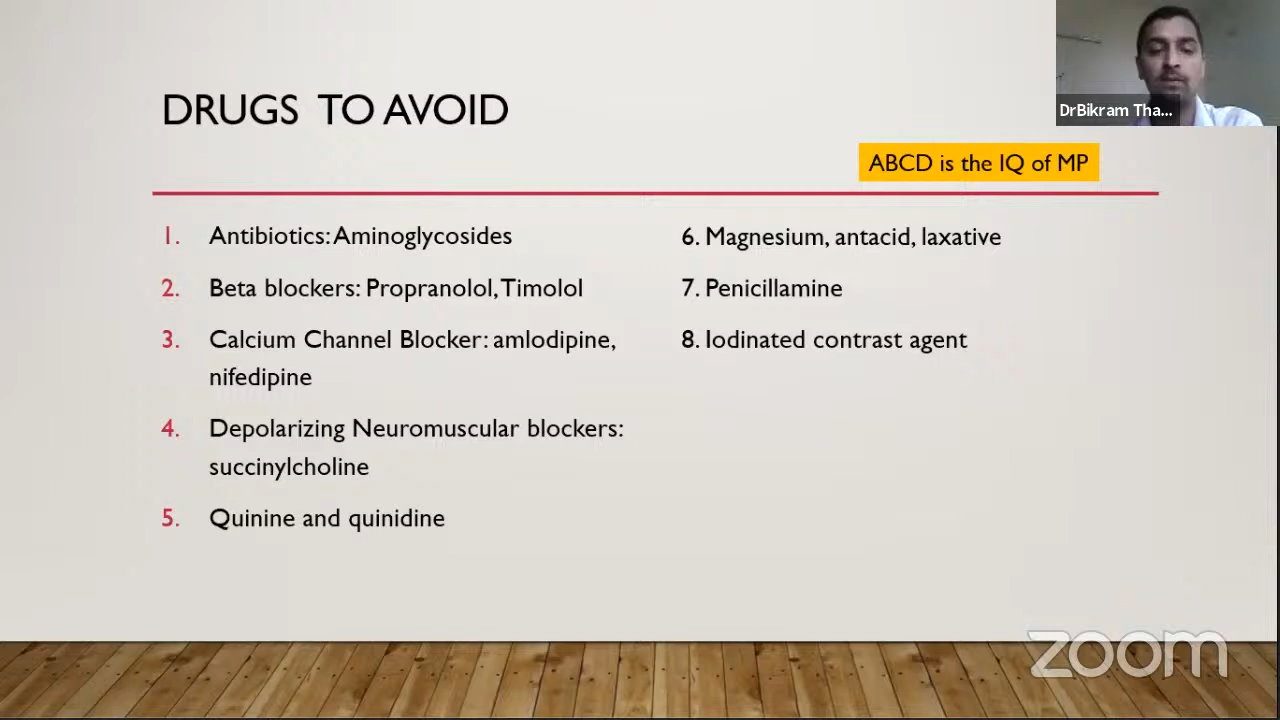 DrBikram Tha...
DRUGS TO AVOID
ABCD is the IQ of MP
1. Antibiotics: Aminoglycosides
2. Beta blockers: Propranolol, Timolol
3. Calcium Channel Blocker: amlodipine,
nifedipine
4. Depolarizing Neuromuscular blockers:
succinylcholine
5. Quinine and quinidine
6. Magnesium, antacid, laxative
7. Penicillamine
8. Iodinated contrast agent
zoom